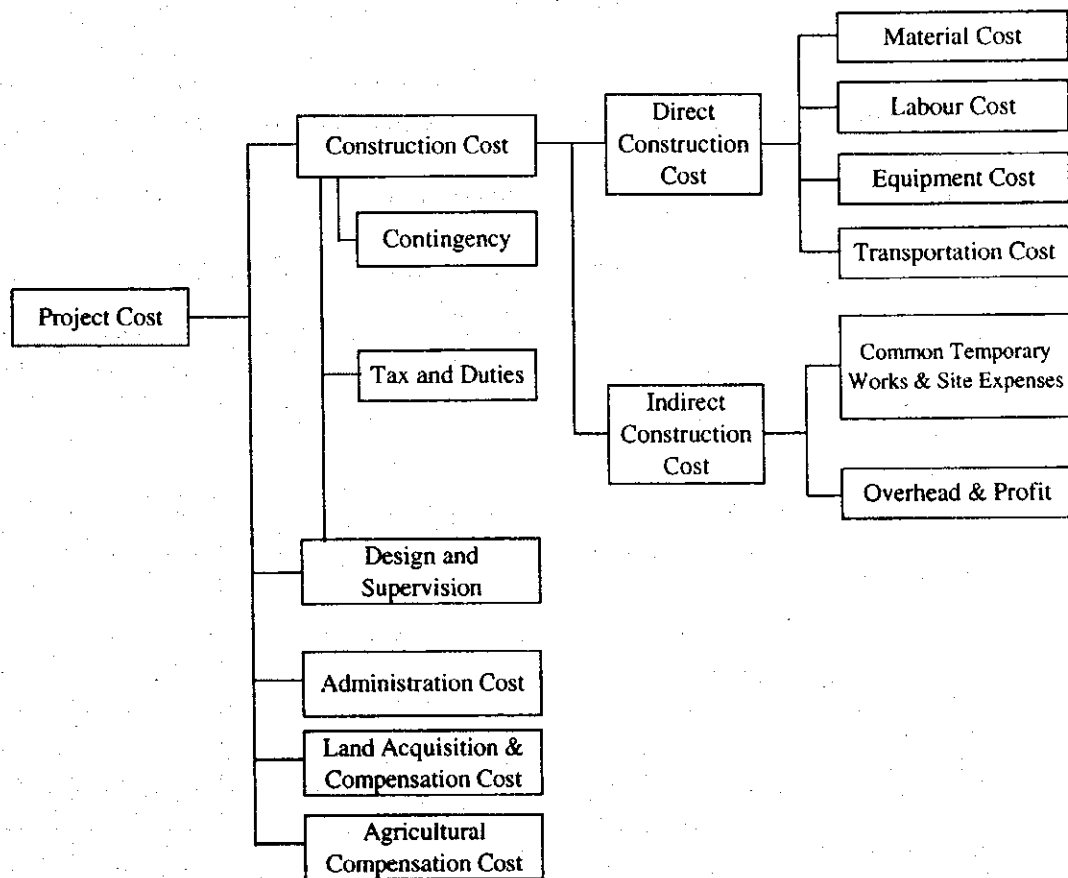 Project Cost
Construction Cost
Contingency
Tax and Duties
Design and
Supervision
Administration Cost
Land Acquisition &
Compensation Cost
Agricultural
Compensation Cost
Direct
Construction
Cost
Indirect
Construction
Cost
Material Cost
Labour Cost
Equipment Cost
Transportation Cost
Common Temporary
Works & Site Expenses
Overhead & Profit